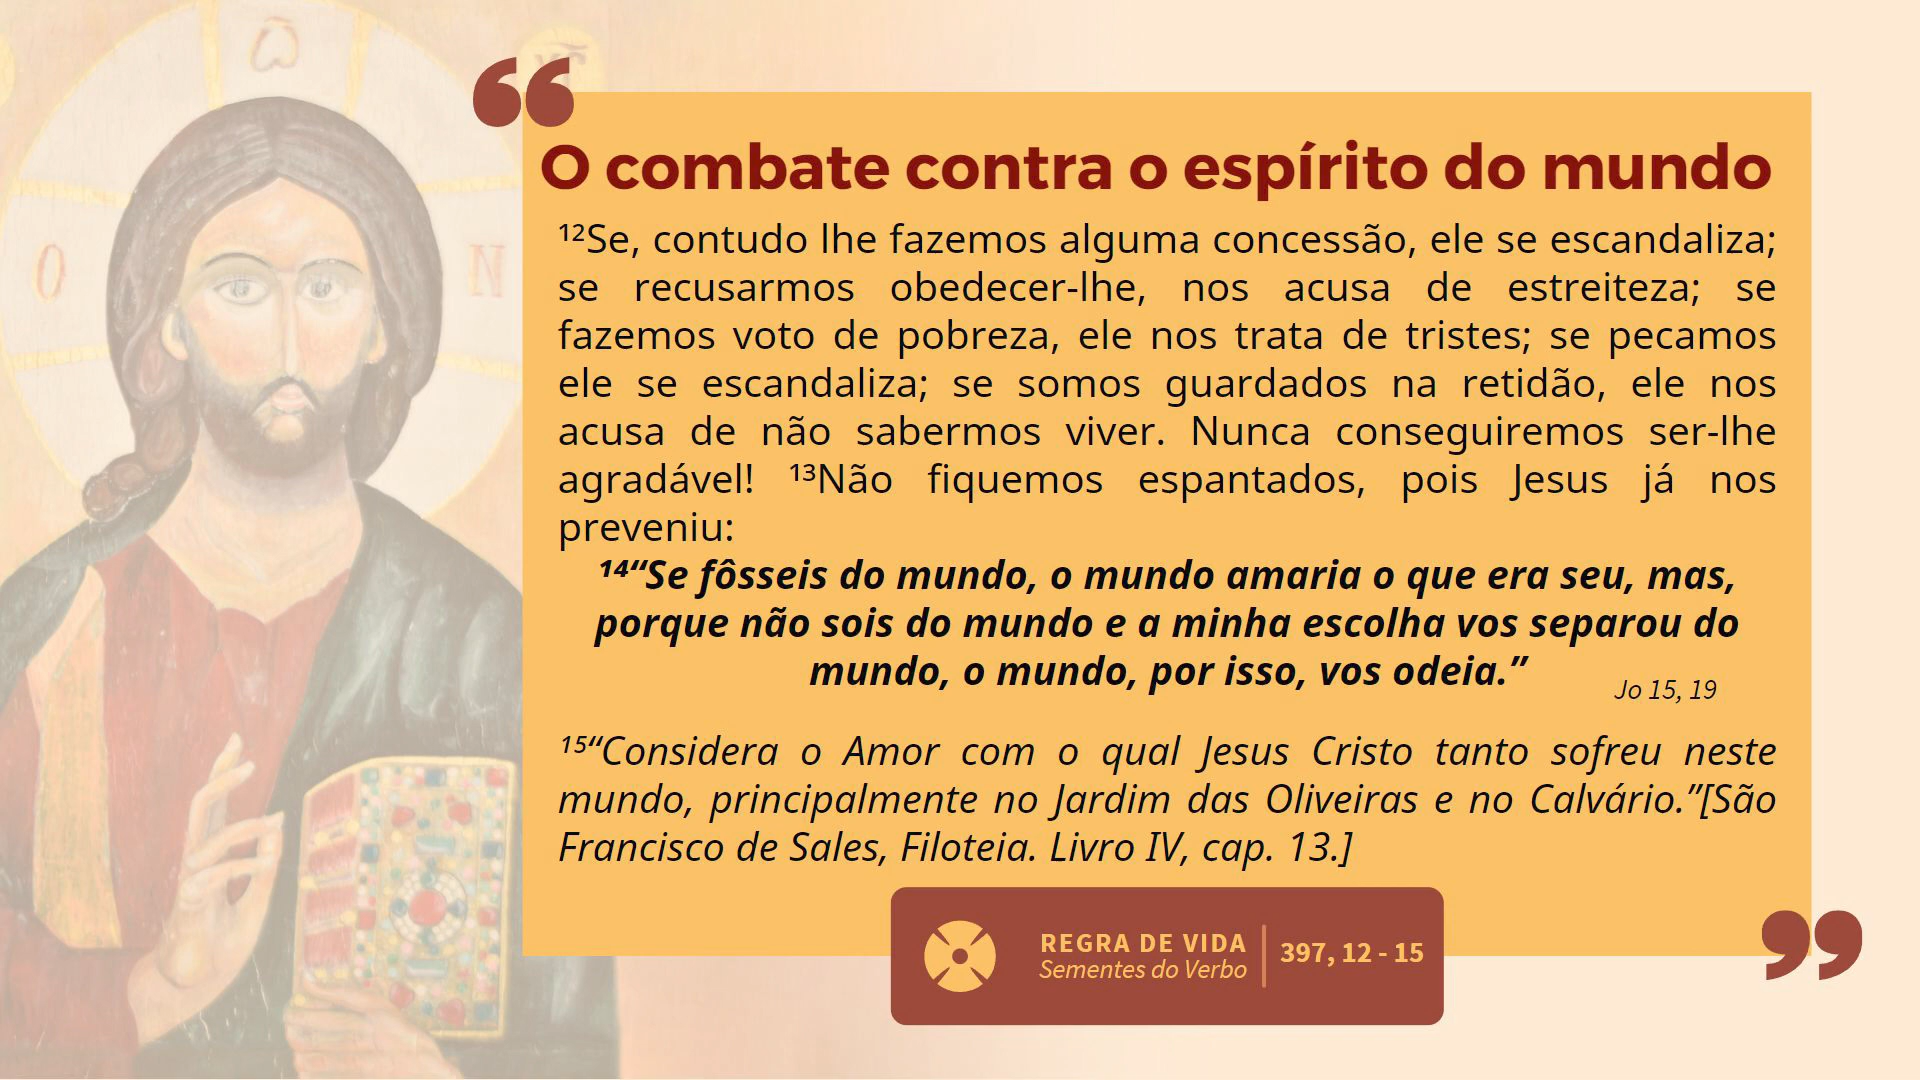 Ω
O
N
“
O combate contra o espírito do mundo
¹²Se, contudo lhe fazemos alguma concessão, ele se escandaliza;
se recusarmos obedecer-lhe, nos acusa de estreiteza; se
fazemos voto de pobreza, ele nos trata de tristes; se pecamos
ele se escandaliza; se somos guardados na retidão, ele nos
acusa de não sabermos viver. Nunca conseguiremos ser-lhe
agradável! ¹³Não fiquemos espantados, pois Jesus já nos
preveniu:
¹⁴“Se fôsseis do mundo, o mundo amaria o que era seu, mas,
porque não sois do mundo e a minha escolha vos separou do
mundo, o mundo, por isso, vos odeia.”
Jo 15, 19
¹⁵“Considera o Amor com o qual Jesus Cristo tanto sofreu neste
mundo, principalmente no Jardim das Oliveiras e no Calvário.”[São
Francisco de Sales, Filoteia. Livro IV, cap. 13.]
REGRA DE VIDA
Sementes do Verbo
397, 12 - 15
”